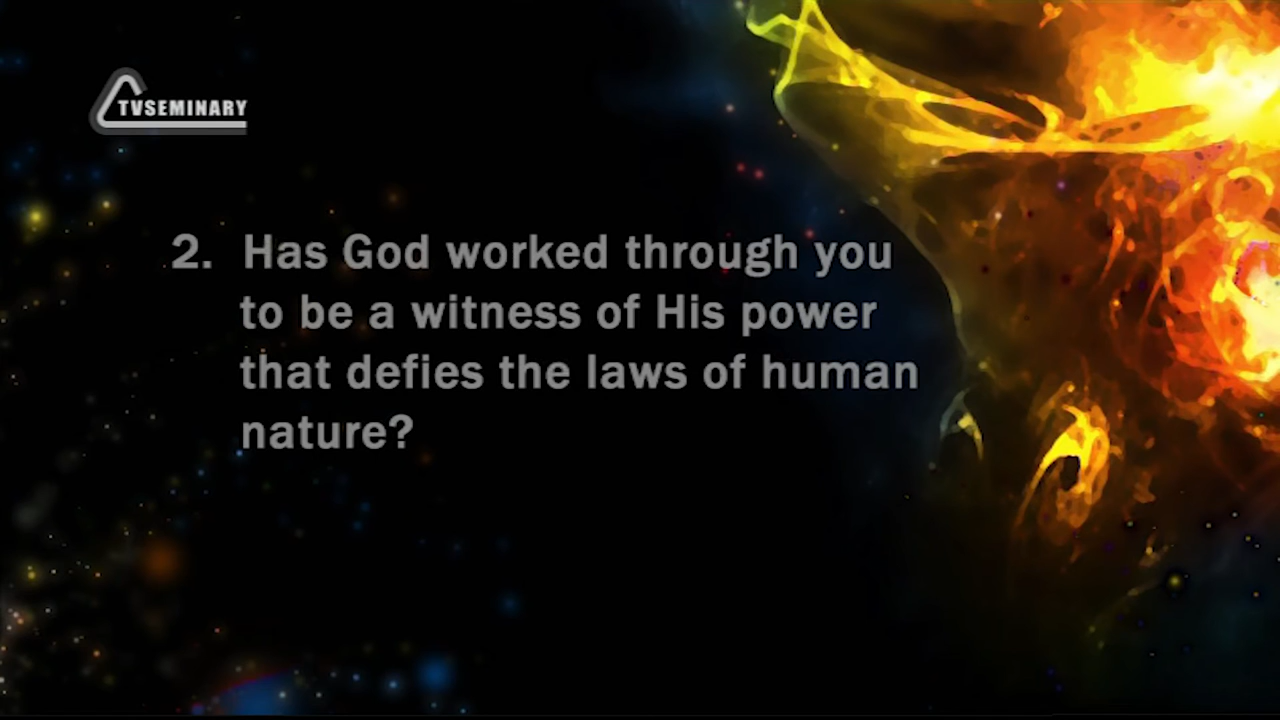 TVSEMINARY
2. Has God worked through you
to be a witness of His power
that defies the laws of human
nature?